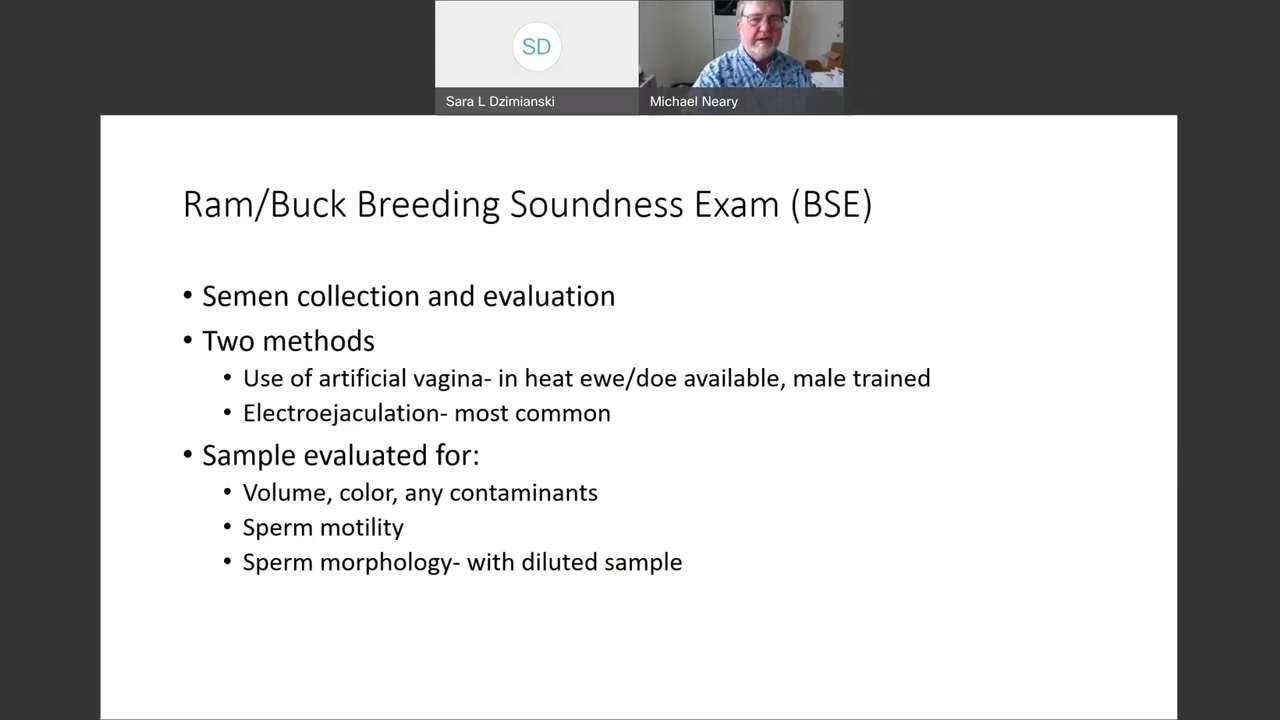 SD
Sara L Dzimianski
Michael Neary
Ram/Buck Breeding Soundness Exam (BSE)
• Semen collection and evaluation
• Two methods
• Use of artificial vagina- in heat ewe/doe available, male trained
• Electroejaculation- most common
• Sample evaluated for:
• Volume, color, any contaminants
• Sperm motility
• Sperm morphology- with diluted sample